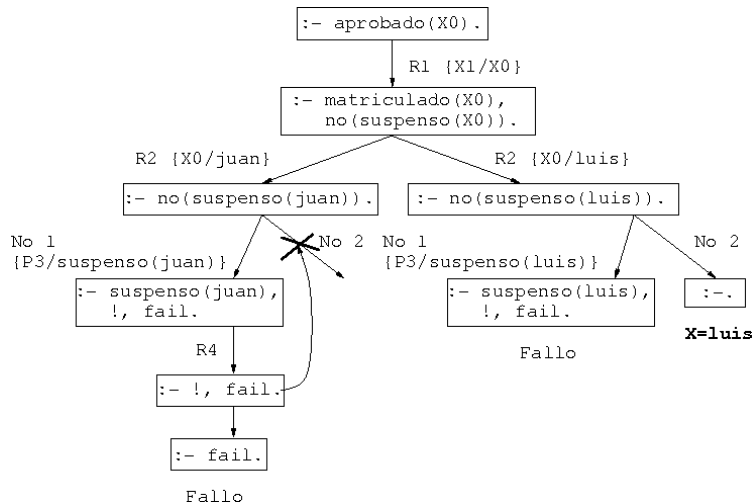 :- aprobado(X0).
R1 {X1/X0}
:- matriculado(X0),
no(suspenso(X0)).
R2 {X0/juan}
R2 {X0/luis}
:- no(suspenso(juan)).
:- no(suspenso(luis)).
No 1
{P3/suspenso(juan)}
No 2
No 1
{P3/suspenso(luis)}
No 2
:- suspenso(juan),
!, fail.
:- suspenso(luis),
!, fail.
:-.
X=luis
R4
Fallo
:- !, fail.
:- fail.
Fallo